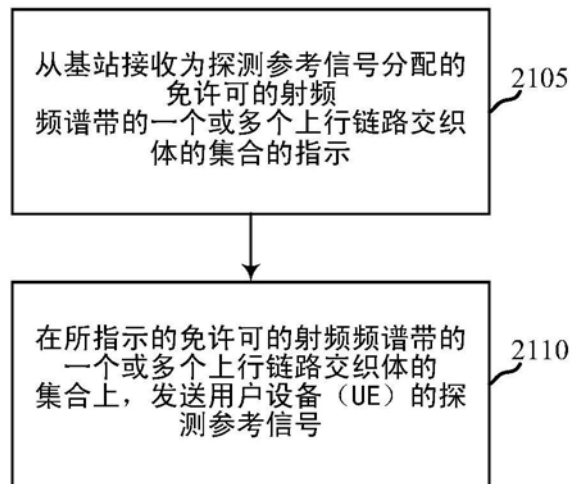 从基站接收为探测参考信号分配的
免许可的射频
频谱带的一个或多个上行链路交织
体的集合的指示
2105
在所指示的免许可的射频频谱带的
一个或多个上行链路交织体的
集合上，发送用户设备（UE）的探
测参考信号
2110